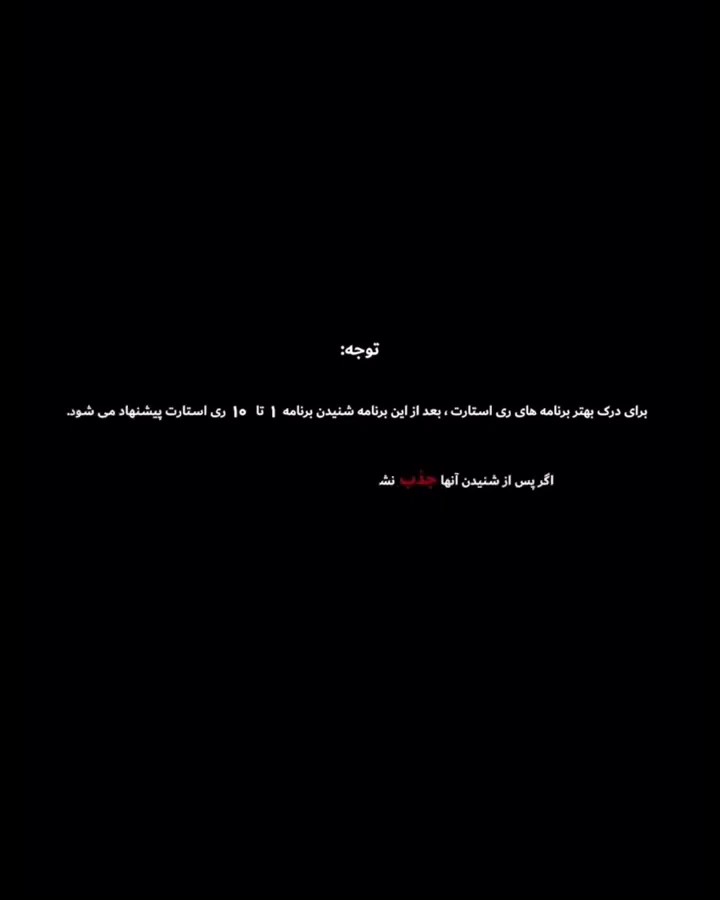 توجه:
برای درک بهتر برنامه های ری استارت ، بعد از این برنامه شنیدن برنامه ۱ تا ۱۰ ری استارت پیشنهاد می شود.
اگر پس از شنیدن آنها جذب نش